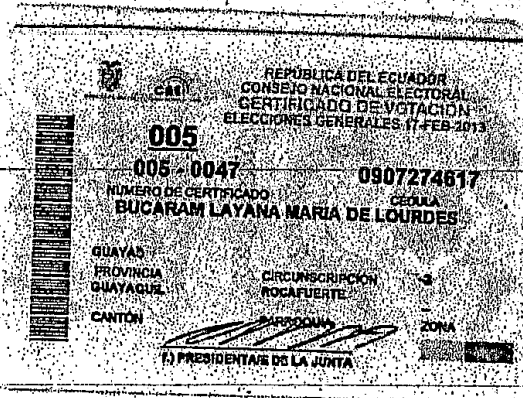 cne
REPÚBLICA DEL ECUADOR
CONSEJO NACIONAL ELECTORAL
CERTIFICADO DE VOTACIÓN
ELECCIONES GENERALES 17-FEB-2013
005
005 - 0047
0907274617
NÚMERO DE CERTIFICADO
CÉDULA
BUCARAM LAYANA MARIA DE LOURDES
GUAYAS
PROVINCIA
CIRCUNSCRIPCIÓN
3
GUAYAQUIL
ROCAFUERTE
-
CANTÓN
PARROQUIA
ZONA
F.) PRESIDENTA/E DE LA JUNTA